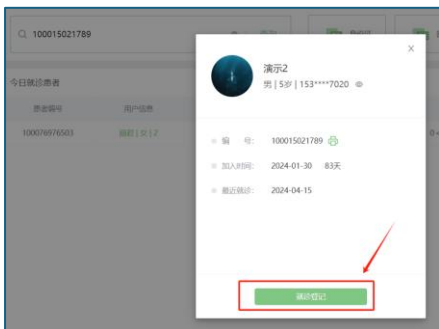 100015021789
演示2
男 | 5岁 | 153****7020
今日就诊患者
患者编号 用户信息
100076976503
编 号: 100015021789
加入时间: 2024-01-30 83天
最近就诊: 2024-04-15
就诊登记